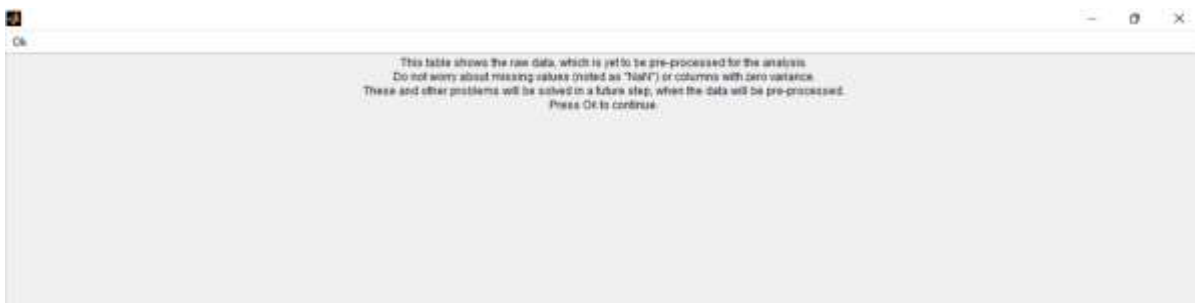 Ok
This table shows the raw data, which is yet to be pre-processed for the analysis.
Do not worry about missing values (noted as "NaN") or columns with zero variance.
These and other problems will be solved in a future step, when the data will be pre-processed.
Press Ok to continue.